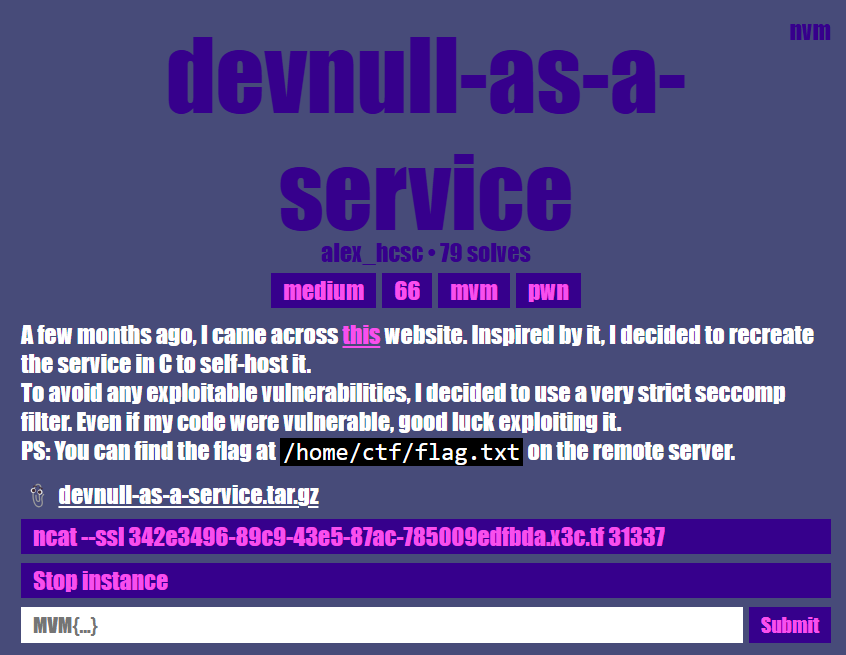 nvm
devnull-as-a-
service
alex_hcsc • 79 solves
medium 66 mvm pwn
A few months ago, I came across this website. Inspired by it, I decided to recreate
the service in C to self-host it.
To avoid any exploitable vulnerabilities, I decided to use a very strict seccomp
filter. Even if my code were vulnerable, good luck exploiting it.
PS: You can find the flag at /home/ctf/flag.txt on the remote server.
devnull-as-a-service.tar.gz
ncat --ssl 342e3496-89c9-43e5-87ac-785009edfbda.x3c.tf 31337
Stop instance
MVM{...} Submit